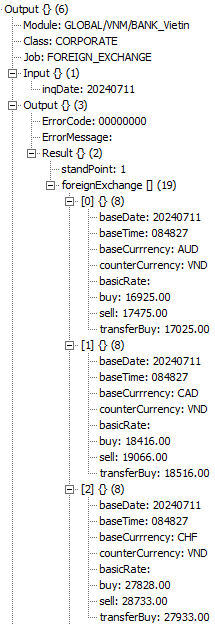 Output {} (6)
Module: GLOBAL/VNM/BANK_Vietin
Class: CORPORATE
Job: FOREIGN_EXCHANGE
Input {} (1)
inqDate: 20240711
Output {} (3)
ErrorCode: 00000000
ErrorMessage:
Result {} (2)
standPoint: 1
foreignExchange [] (19)
[0] {} (8)
baseDate: 20240711
baseTime: 084827
baseCurrrency: AUD
counterCurrency: VND
basicRate:
buy: 16925.00
sell: 17475.00
transferBuy: 17025.00
[1] {} (8)
baseDate: 20240711
baseTime: 084827
baseCurrrency: CAD
counterCurrency: VND
basicRate:
buy: 18416.00
sell: 19066.00
transferBuy: 18516.00
[2] {} (8)
baseDate: 20240711
baseTime: 084827
baseCurrrency: CHF
counterCurrency: VND
basicRate:
buy: 27828.00
sell: 28733.00
transferBuy: 27933.00